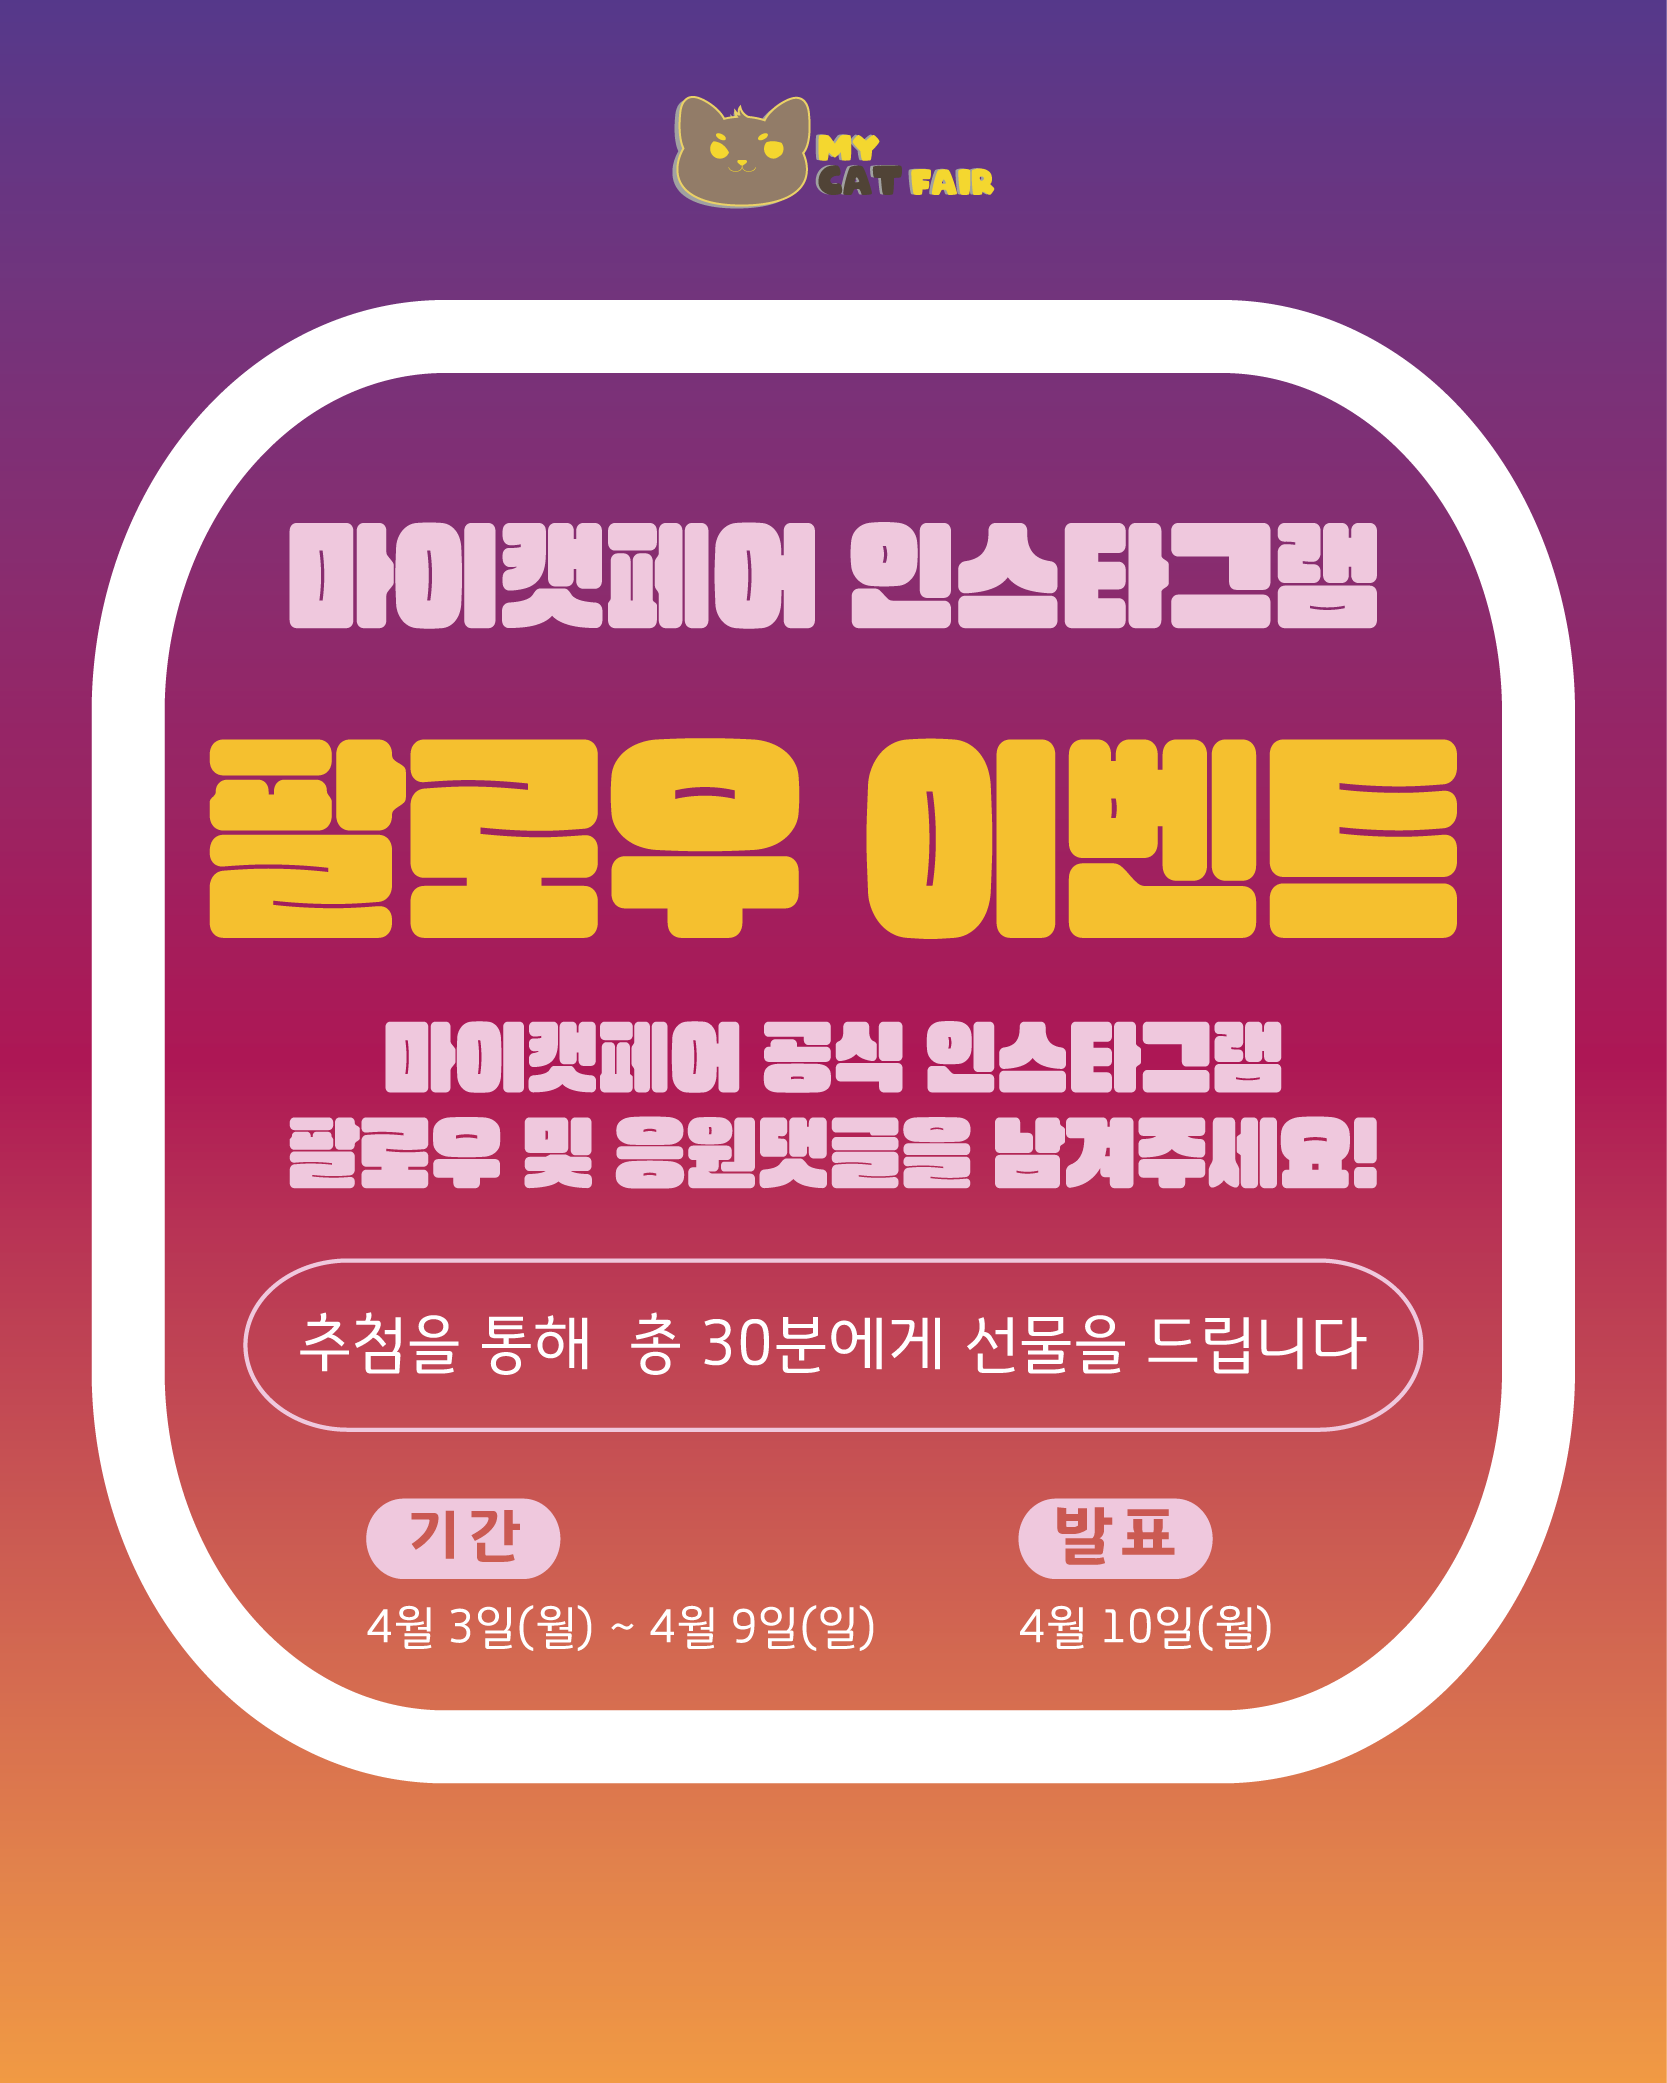 MY
CAT FAIR
마이캣페어 인스타그램
팔로우 이벤트
마이캣페어 공식 인스타그램
팔로우 및 응원댓글을 남겨주세요!
추첨을 통해 총 30분에게 선물을 드립니다
기간 발표
4월 3일(월) ~ 4월 9일(일) 4월 10일(월)